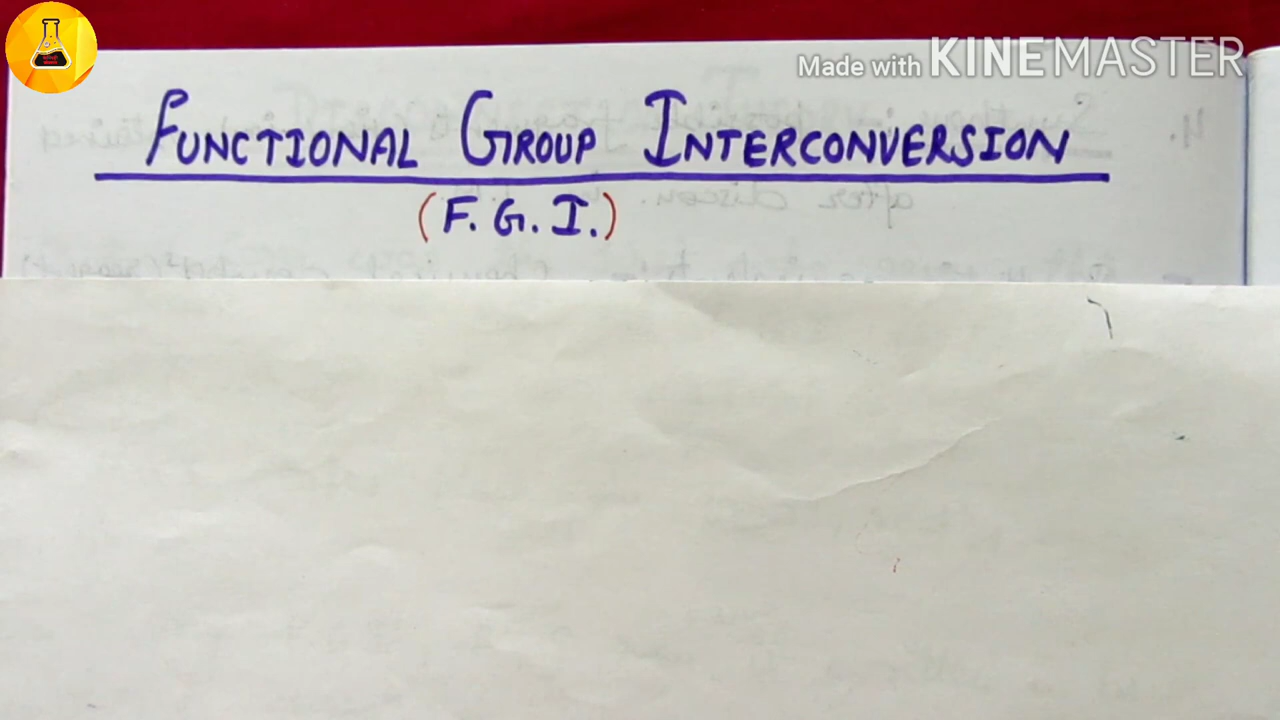 Made with KINEMASTER
FUNCTIONAL GROUP INTERCONVERSION
(F. G. I.)